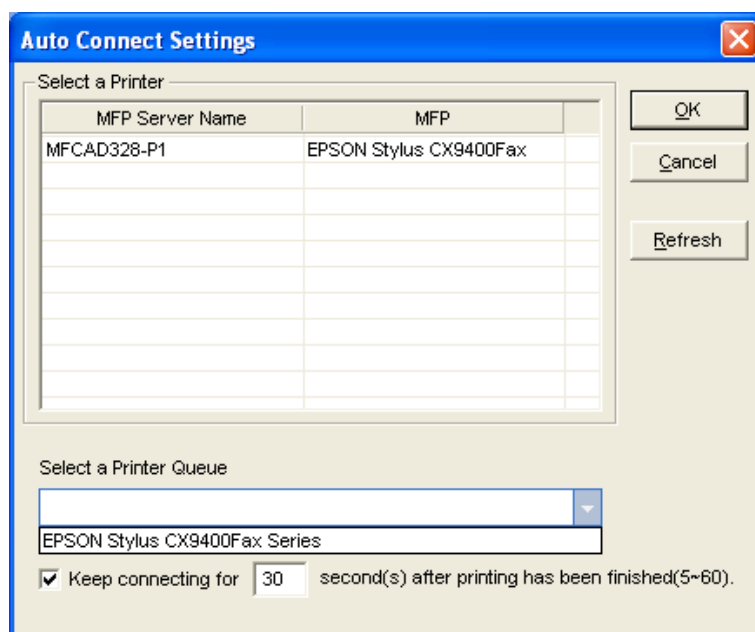 Auto Connect Settings
Select a Printer
MFP Server Name MFP
MFCAD328-P1 EPSON Stylus CX9400Fax
OK
Cancel
Refresh
Select a Printer Queue
EPSON Stylus CX9400Fax Series
Keep connecting for 30 second(s) after printing has been finished(5~60).